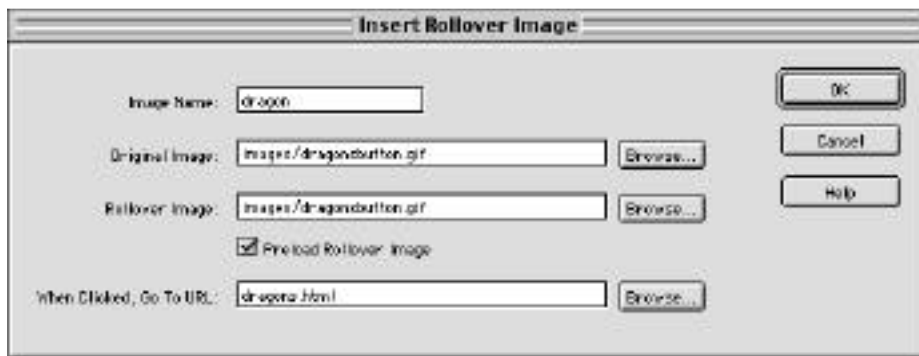 Insert Rollover Image
Image Name: dragon
OK
Original Image: images/dragonsbutton.gif Browse...
Cancel
Rollover Image: images/dragonsbutton.gif Browse...
Help
Preload Rollover Image
When Clicked, Go To URL: dragons.html Browse...